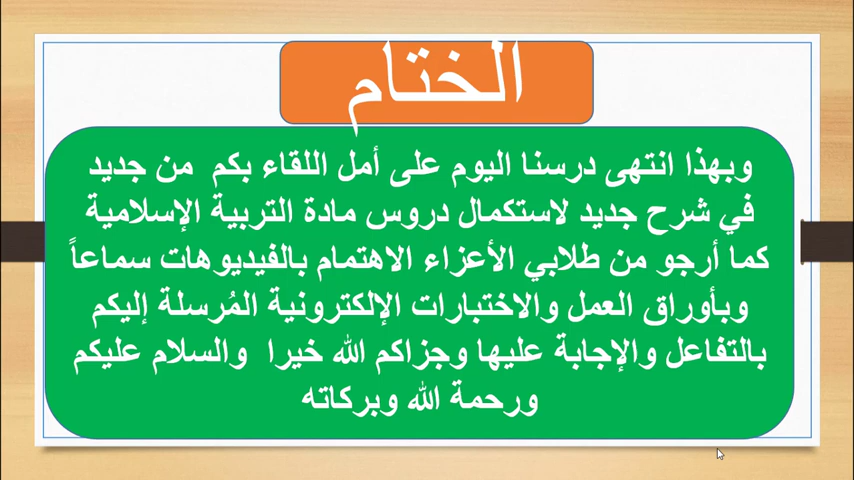 الختام
وبهذا انتهى درسنا اليوم على أمل اللقاء بكم من جديد
في شرح جديد لاستكمال دروس مادة التربية الإسلامية
كما أرجو من طلابي الأعزاء الاهتمام بالفيديوهات سماعاً
وبأوراق العمل والاختبارات الإلكترونية المُرسلة إليكم
بالتفاعل والإجابة عليها وجزاكم الله خيرا والسلام عليكم
ورحمة الله وبركاته